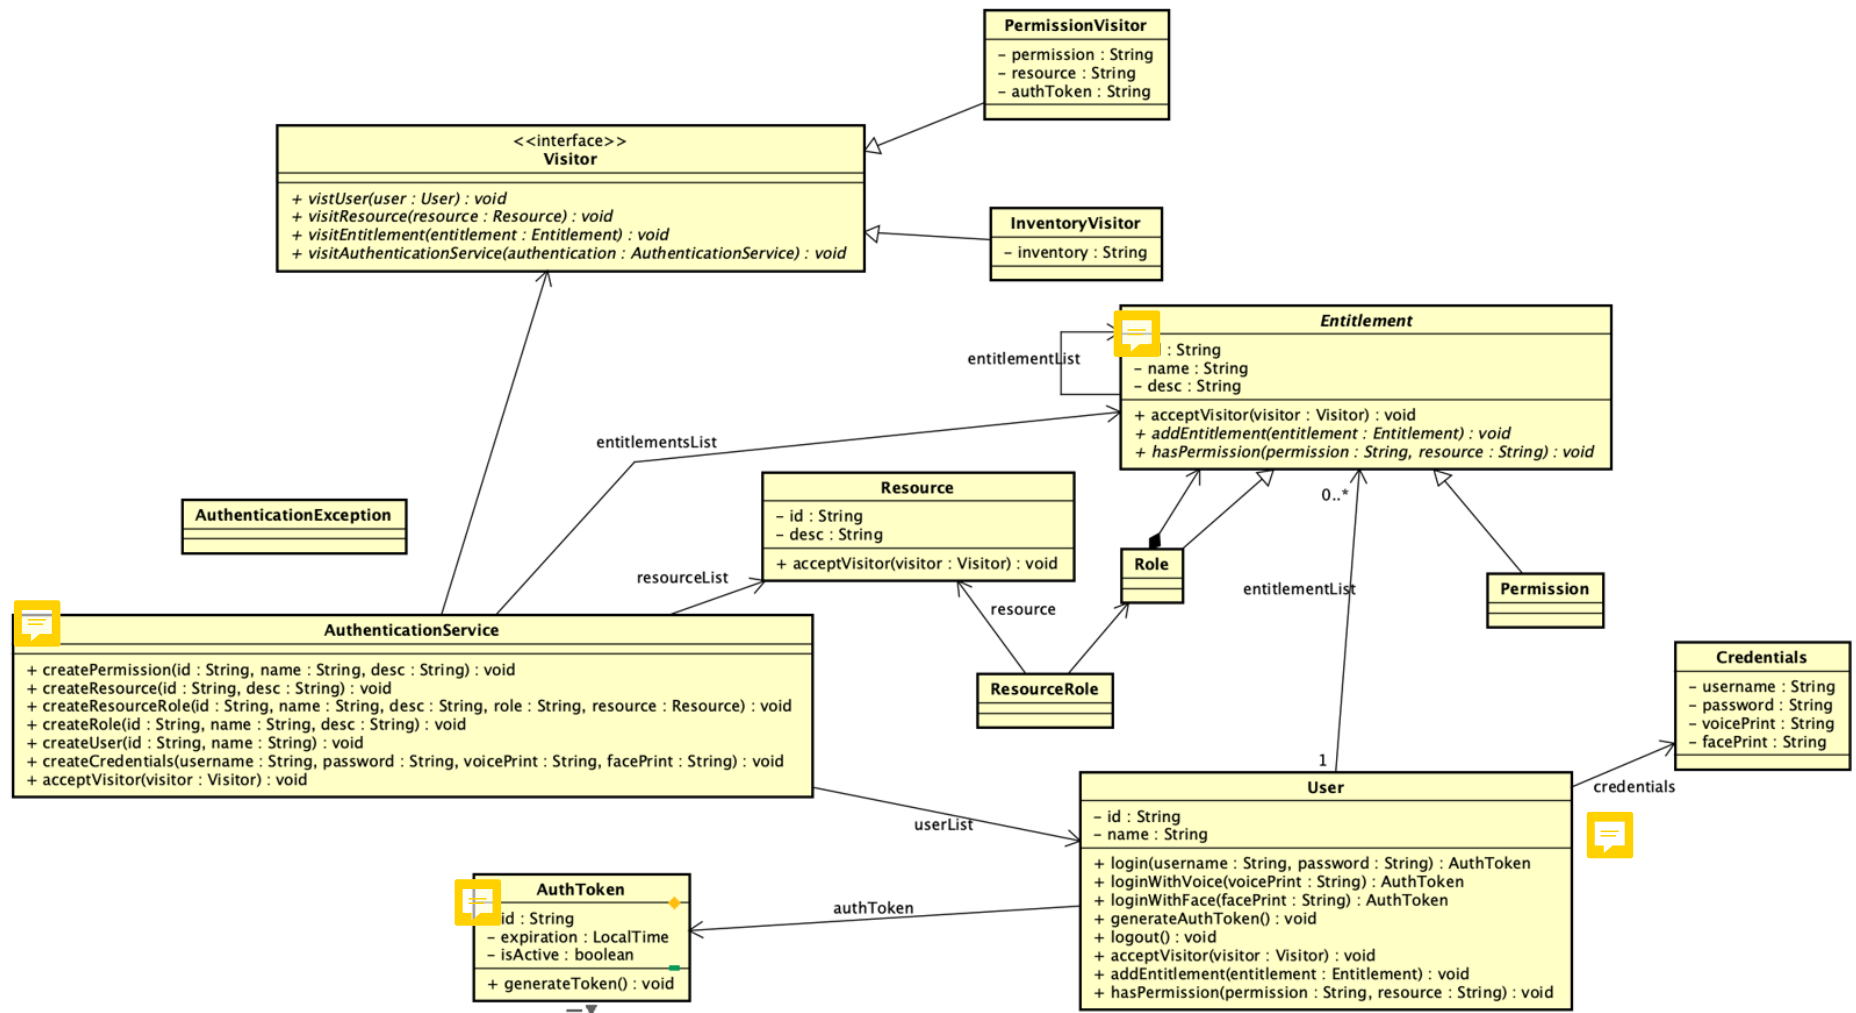 PermissionVisitor
- permission : String
- resource : String
- authToken : String
<<interface>>
Visitor
+ vistUser(user : User) : void
+ visitResource(resource : Resource) : void
+ visitEntitlement(entitlement : Entitlement) : void
+ visitAuthenticationService(authentication : AuthenticationService) : void
InventoryVisitor
- inventory : String
Entitlement
: String
- name : String
- desc : String
+ acceptVisitor(visitor : Visitor) : void
+ addEntitlement(entitlement : Entitlement) : void
+ hasPermission(permission : String, resource : String) : void
entitlementList
entitlementsList
0..*
Resource
- id : String
- desc : String
+ acceptVisitor(visitor : Visitor) : void
AuthenticationException
resourceList
resource
Role
entitlementList
Permission
AuthenticationService
+ createPermission(id : String, name : String, desc : String) : void
+ createResource(id : String, desc : String) : void
+ createResourceRole(id : String, name : String, desc : String, role : String, resource : Resource) : void
+ createRole(id : String, name : String, desc : String) : void
+ createUser(id : String, name : String) : void
+ createCredentials(username : String, password : String, voicePrint : String, facePrint : String) : void
+ acceptVisitor(visitor : Visitor) : void
ResourceRole
Credentials
- username : String
- password : String
- voicePrint : String
- facePrint : String
1
credentials
userList
User
- id : String
- name : String
+ login(username : String, password : String) : AuthToken
+ loginWithVoice(voicePrint : String) : AuthToken
+ loginWithFace(facePrint : String) : AuthToken
+ generateAuthToken() : void
+ logout() : void
+ acceptVisitor(visitor : Visitor) : void
+ addEntitlement(entitlement : Entitlement) : void
+ hasPermission(permission : String, resource : String) : void
authToken
AuthToken
id : String
- expiration : LocalTime
- isActive : boolean
+ generateToken() : void